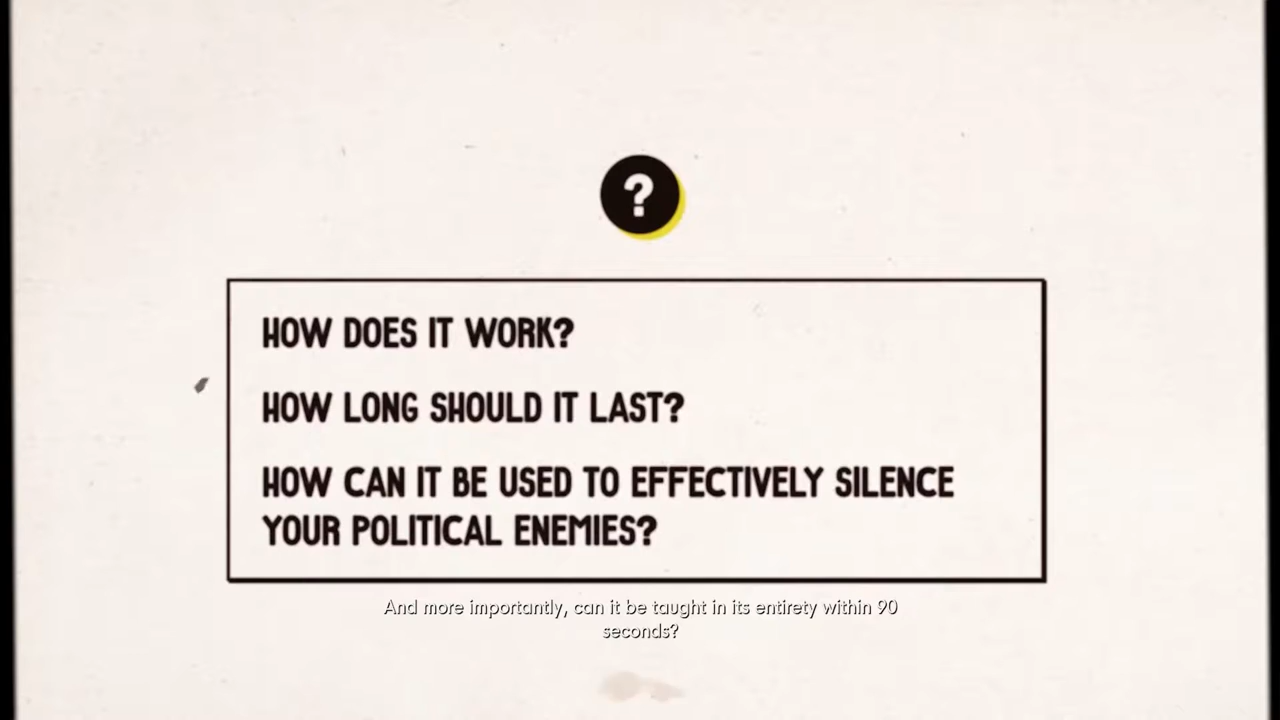 ?
HOW DOES IT WORK?
HOW LONG SHOULD IT LAST?
HOW CAN IT BE USED TO EFFECTIVELY SILENCE
YOUR POLITICAL ENEMIES?
And more importantly, can it be taught in its entirety within 90
seconds?